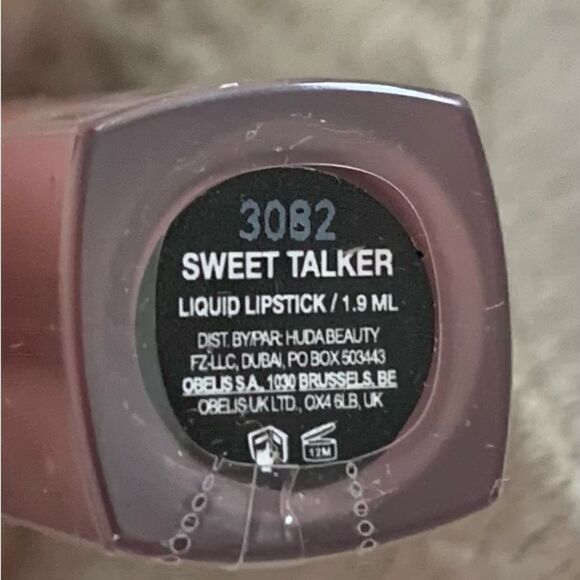 3082
SWEET TALKER
LIQUID LIPSTICK / 1.9 ML
DIST. BY/PAR: HUDA BEAUTY
FZ-LLC, DUBAI, PO BOX 503443
OBELIS S.A., 1030 BRUSSELS, BE
OBELIS UK LTD., OX4 6LB, UK
12M